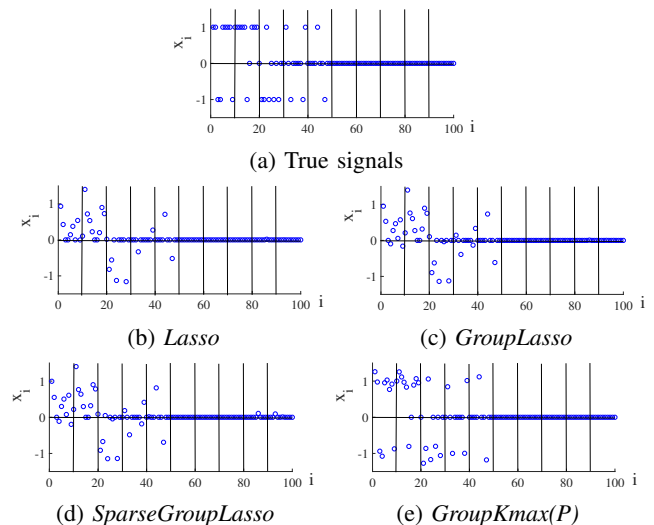 1
0
-1
x_i
0 20 40 60 80 100 i
(a) True signals
1
0
-1
x_i
0 20 40 60 80 100 i
(b) Lasso
1
0
-1
x_i
0 20 40 60 80 100 i
(c) GroupLasso
1
0
-1
x_i
0 20 40 60 80 100 i
(d) SparseGroupLasso
1
0
-1
x_i
0 20 40 60 80 100 i
(e) GroupKmax(P)